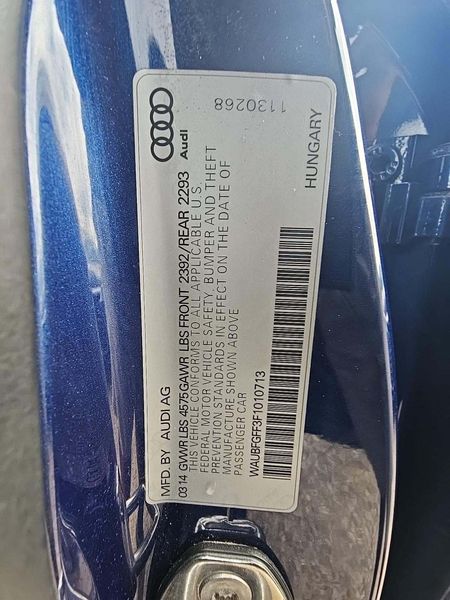 MFD. BY AUDI AG
Audi
03 14 GVWR LBS 4575 GAWR LBS FRONT 2392 /REAR 2293
THIS VEHICLE CONFORMS TO ALL APPLICABLE U.S.
FEDERAL MOTOR VEHICLE SAFETY, BUMPER AND THEFT
PREVENTION STANDARDS IN EFFECT ON THE DATE OF
MANUFACTURE SHOWN ABOVE
PASSENGER CAR
WAUBFGFF3F1010713
HUNGARY
1130268